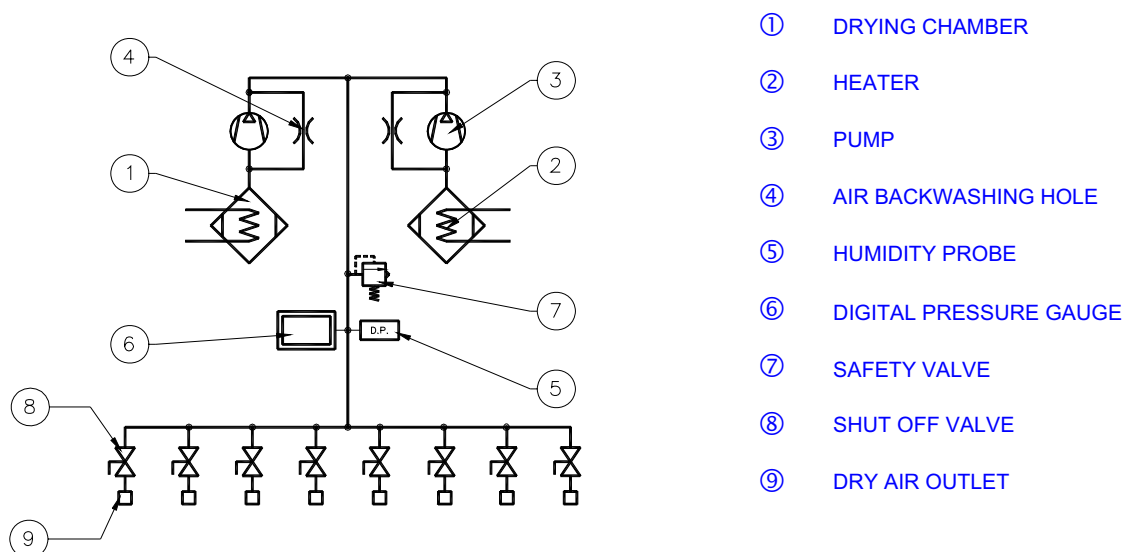 ① DRYING CHAMBER
② HEATER
③ PUMP
④ AIR BACKWASHING HOLE
⑤ HUMIDITY PROBE
⑥ DIGITAL PRESSURE GAUGE
⑦ SAFETY VALVE
⑧ SHUT OFF VALVE
⑨ DRY AIR OUTLET
4
3
1
2
7
D.P.
6
5
8
9